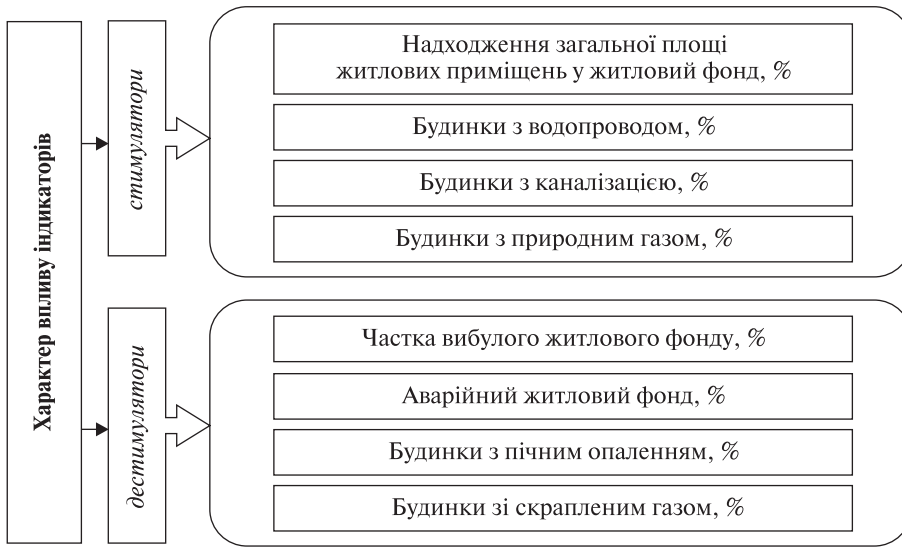 Характер впливу індикаторів
стимулятори
Надходження загальної площі
житлових приміщень у житловий фонд, %
Будинки з водопроводом, %
Будинки з каналізацією, %
Будинки з природним газом, %
дестимулятори
Частка вибулого житлового фонду, %
Аварійний житловий фонд, %
Будинки з пічним опаленням, %
Будинки зі скрапленим газом, %